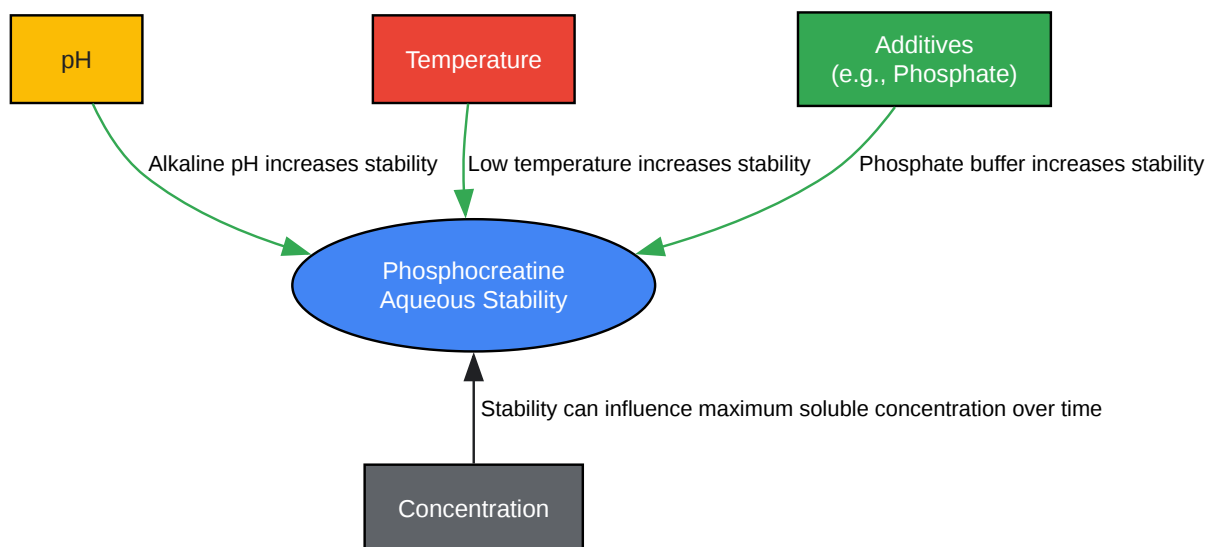 pH
Temperature
Additives
(e.g., Phosphate)
Alkaline pH increases stability
Low temperature increases stability
Phosphate buffer increases stability
Phosphocreatine
Aqueous Stability
Stability can influence maximum soluble concentration over time
Concentration